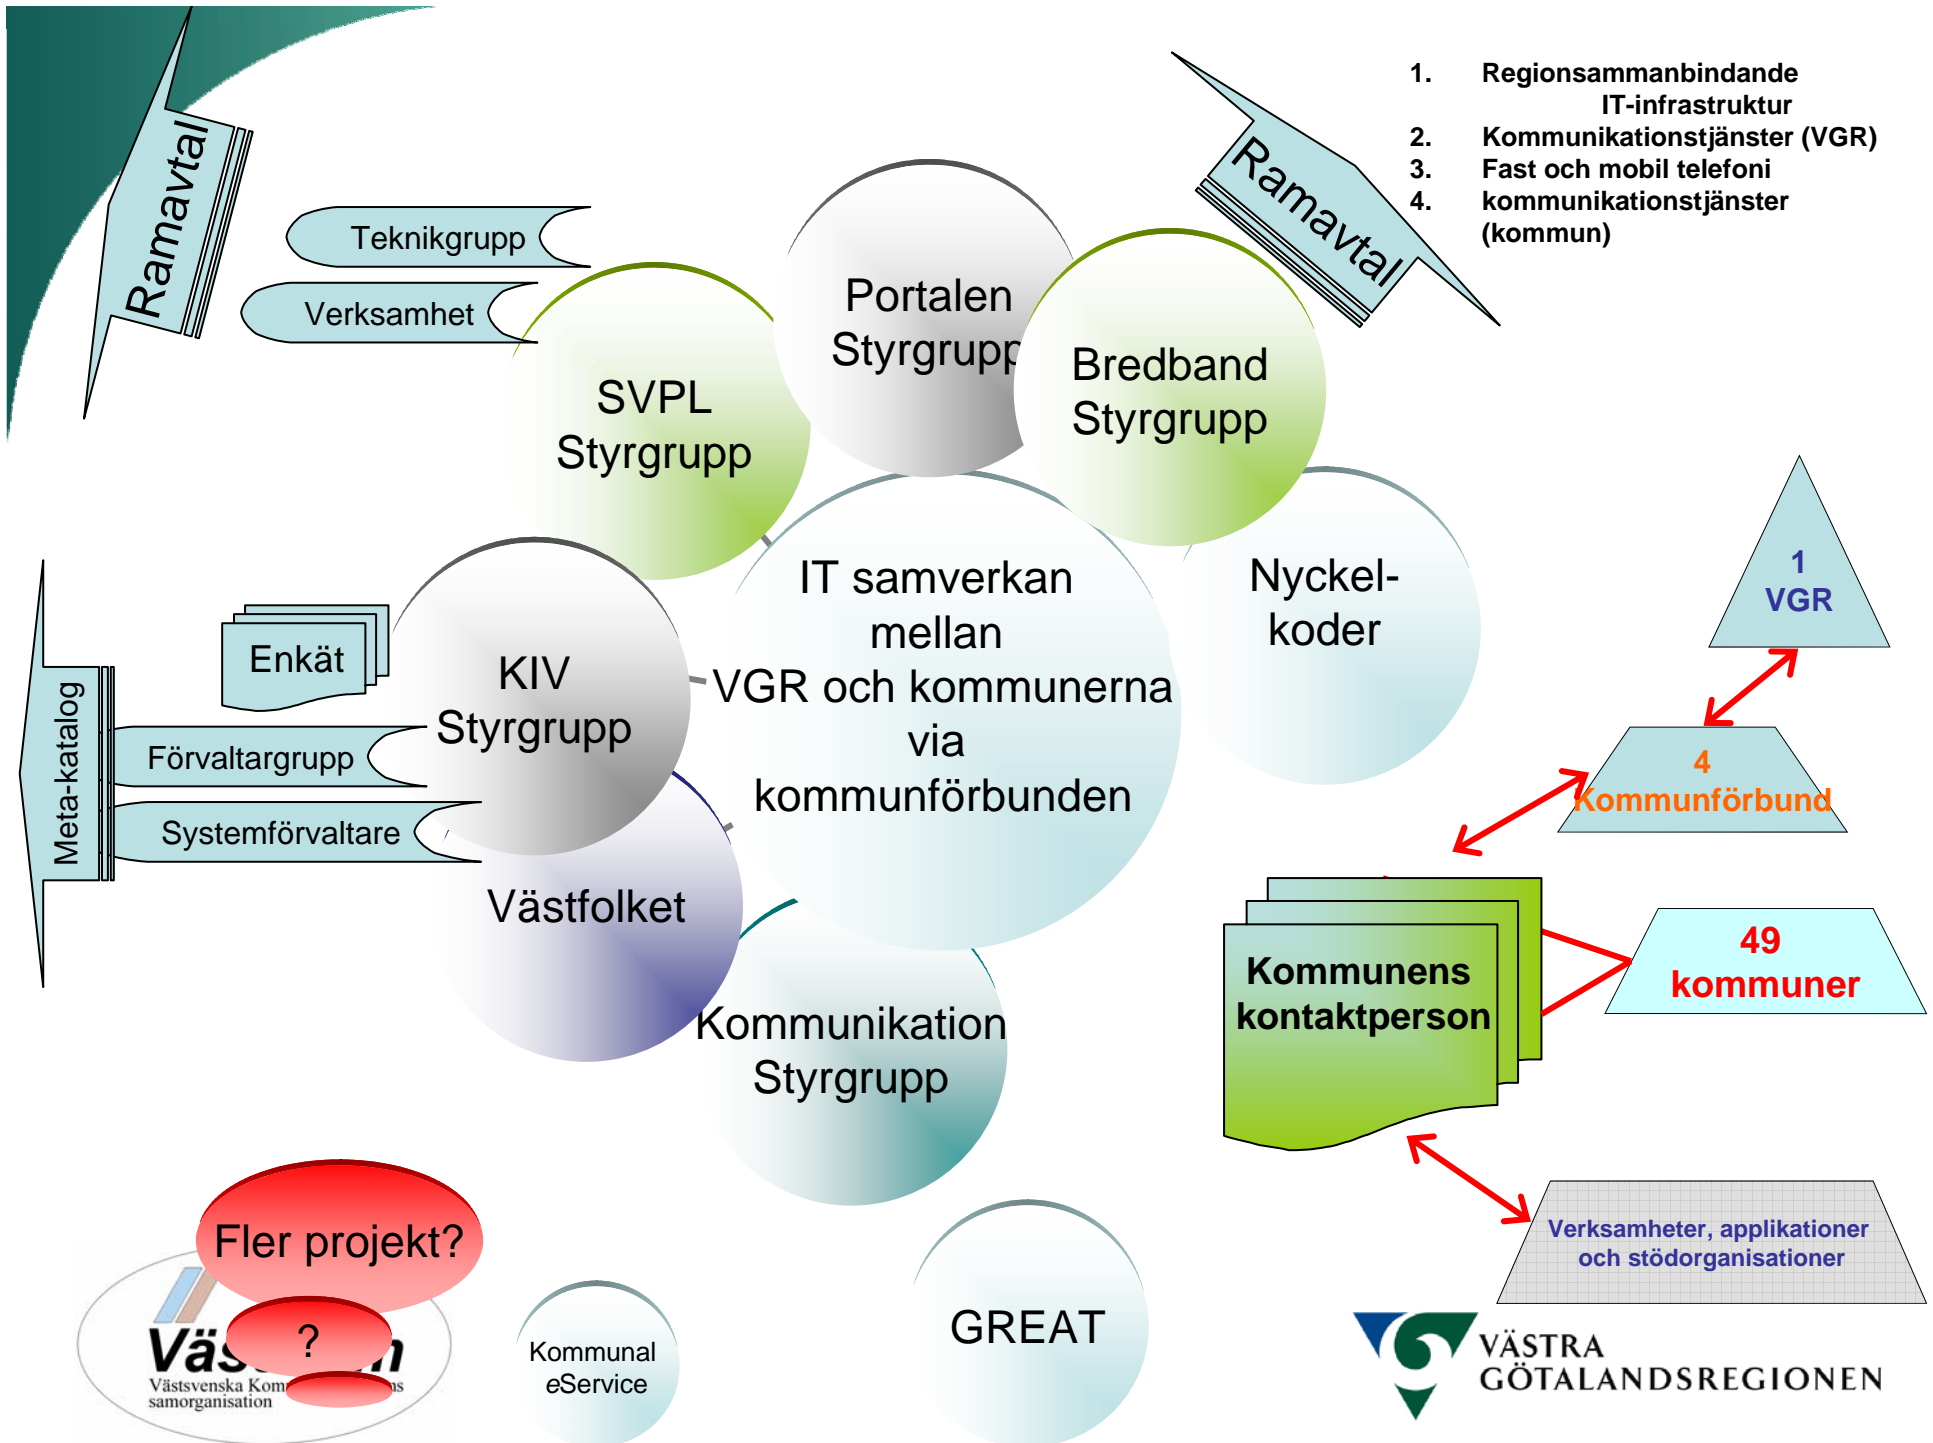 Ramavtal
Ramavtal
1. Regionsammanbindande
IT-infrastruktur
2. Kommunikationstjänster (VGR)
3. Fast och mobil telefoni
4. kommunikationstjänster
(kommun)
Teknikgrupp
Verksamhet
SVPL
Styrgrupp
Portalen
Styrgrupp
Bredband
Styrgrupp
Nyckel-
koder
IT samverkan
mellan
VGR och kommunerna
via
kommunförbunden
Enkät
KIV
Styrgrupp
Meta-katalog
Förvaltargrupp
Systemförvaltare
Västfolket
Kommunikation
Styrgrupp
1
VGR
4
Kommunförbund
Kommunens
kontaktperson
49
kommuner
Verksamheter, applikationer
och stödorganisationer
Fler projekt?
?
Västsvenska
samorganisation
Kommunal
eService
GREAT
VÄSTRA
GÖTALANDSREGIONEN